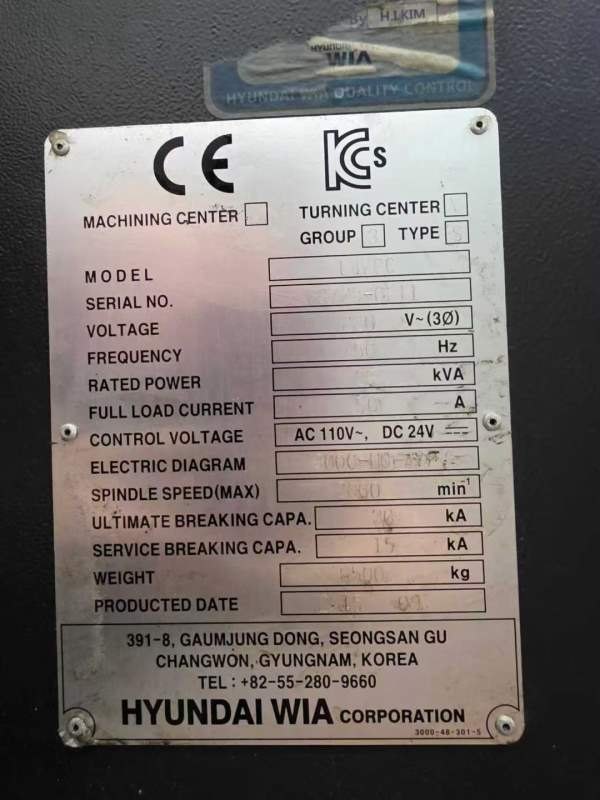 By H.I.KIM
HYUNDAI
WIA
HYUNDAI WIA QUALITY CONTROL
CE
KCs
MACHINING CENTER
TURNING CENTER
GROUP 3 TYPE S
MODEL
SERIAL NO.
VOLTAGE V~(3Ø)
FREQUENCY Hz
RATED POWER kVA
FULL LOAD CURRENT A
CONTROL VOLTAGE AC 110V~, DC 24V
ELECTRIC DIAGRAM
SPINDLE SPEED(MAX) min⁻¹
ULTIMATE BREAKING CAPA. kA
SERVICE BREAKING CAPA. 15 kA
WEIGHT kg
PRODUCTED DATE
391-8, GAUMJUNG DONG, SEONGSAN GU
CHANGWON, GYUNGNAM, KOREA
TEL : +82-55-280-9660
HYUNDAI WIA CORPORATION
3000-48-301-S